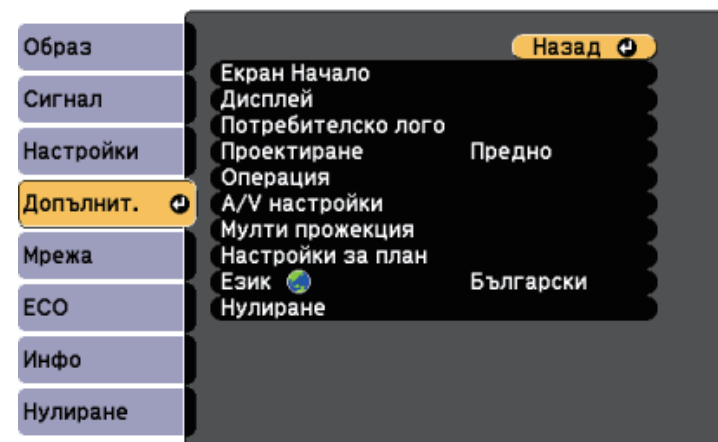 Образ
Сигнал
Настройки
Допълнит.
Мрежа
ECO
Инфо
Нулиране
Назад
Екран Начало
Дисплей
Потребителско лого
Проектиране Предно
Операция
A/V настройки
Мулти прожекция
Настройки за план
Език Български
Нулиране